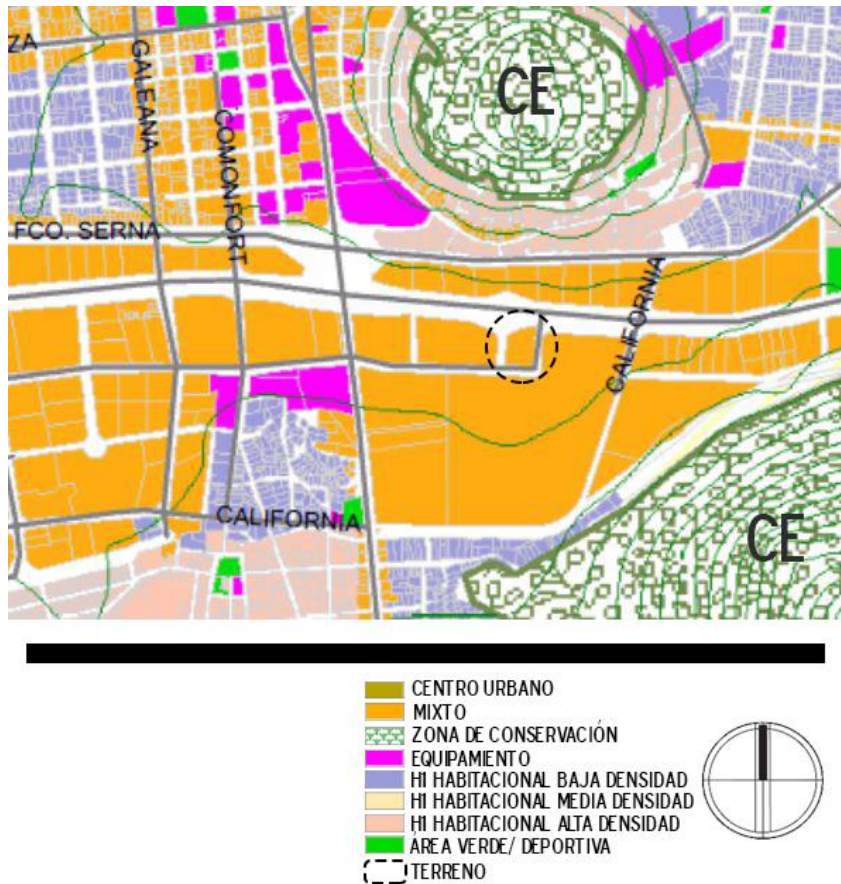 ZA
GALEANA
COMONFORT
CE
FCO. SERNA
CALIFORNIA
CALIFORNIA
CE
CENTRO URBANO
MIXTO
ZONA DE CONSERVACIÓN
EQUIPAMIENTO
H1 HABITACIONAL BAJA DENSIDAD
H1 HABITACIONAL MEDIA DENSIDAD
H1 HABITACIONAL ALTA DENSIDAD
ÁREA VERDE/ DEPORTIVA
TERRENO